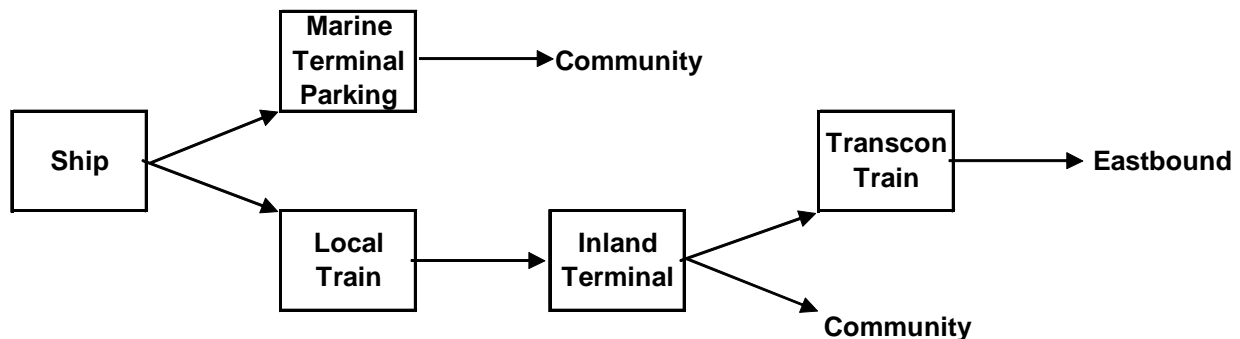 Marine
Terminal
Parking
Community
Ship
Transcon
Train
Eastbound
Local
Train
Inland
Terminal
Community